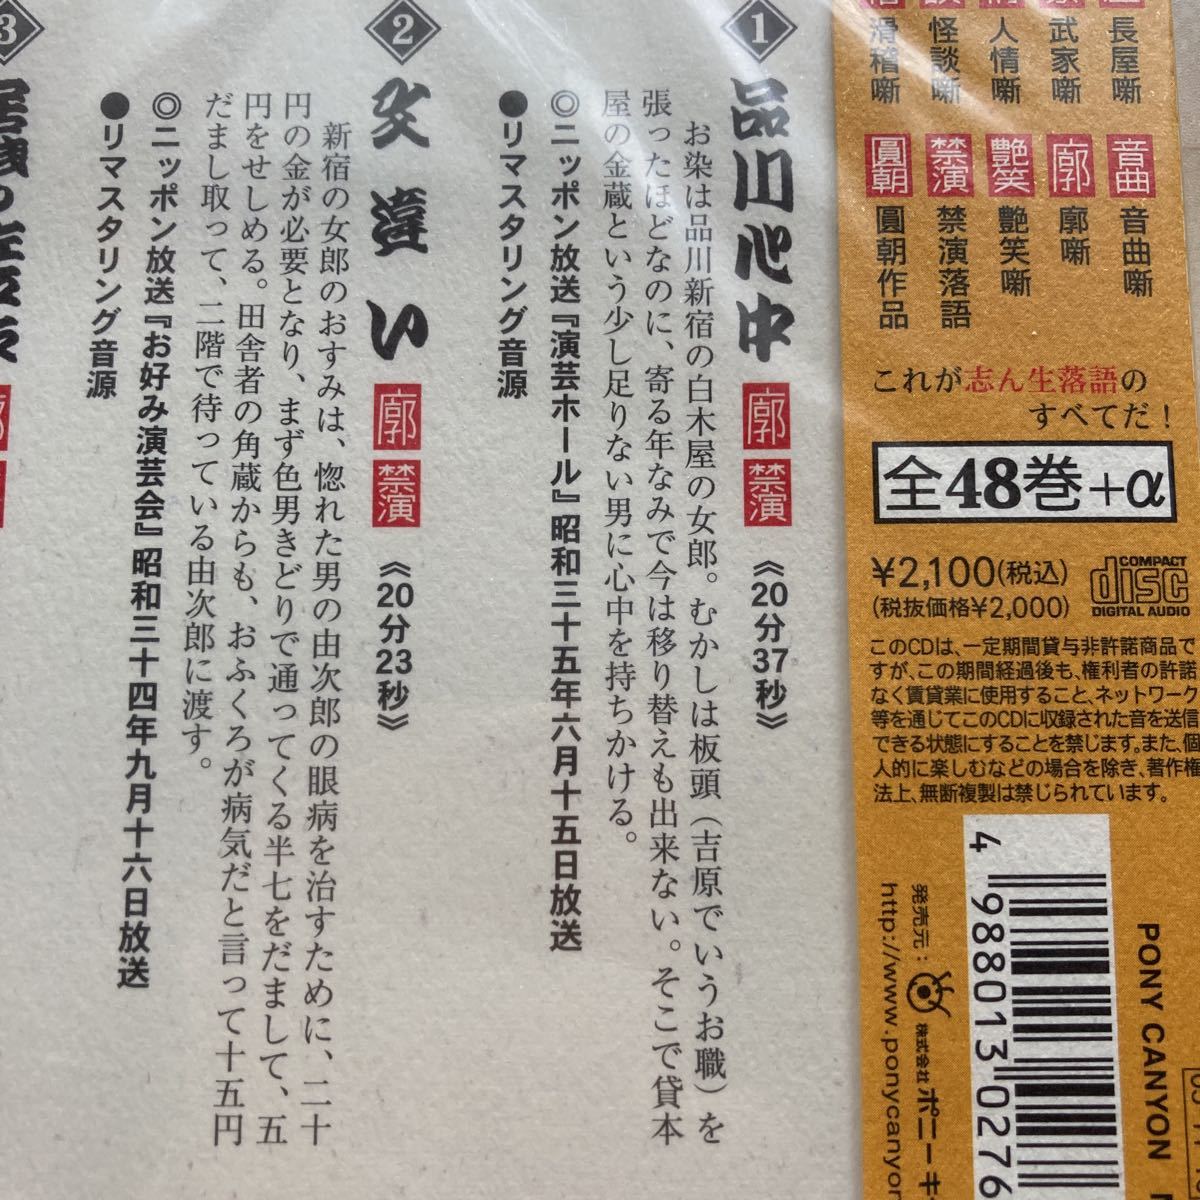 滑稽噺
怪談噺
人情噺
武家噺
長屋噺
圓朝 圓朝作品
禁演 禁演落語
艶笑 艶笑噺
廓 廓噺
音曲 音曲噺
これが志ん生落語の
すべてだ!
全48巻+α
¥2,100(税込)
(税抜価格¥2,000)
COMPACT
disc
DIGITAL AUDIO
このCDは、一定期間貸与非許諾商品で
すが、この期間経過後も、権利者の許諾
なく賃貸業に使用すること、ネットワーク
等を通じてこのCDに収録された音を送信
できる状態にすることを禁じます。また、個
人的に楽しむなどの場合を除き、著作権
法上、無断複製は禁じられています。
4 988013 0276
PONY CANYON
発売元:株式会社ポニーキ
http://www.ponycanyon
1 品川心中 廓 禁演 《20分37秒》
お染は品川新宿の白木屋の女郎。むかしは板頭(吉原でいうお職)を
張ったほどなのに、寄る年なみで今は移り替えも出来ない。そこで貸本
屋の金蔵という少し足りない男に心中を持ちかける。
◎ニッポン放送『演芸ホール』昭和三十五年六月十五日放送
●リマスタリング音源
2 文違い 廓 禁演 《20分23秒》
新宿の女郎のおすみは、惚れた男の由次郎の眼病を治すために、二十
円の金が必要となり、まず色男きどりで通ってくる半七をだまして、五
円をせしめる。田舎者の角蔵からも、おふくろが病気だと言って十五円
だまし取って、二階で待っている由次郎に渡す。
◎ニッポン放送『お好み演芸会』昭和三十四年九月十六日放送
●リマスタリング音源
3